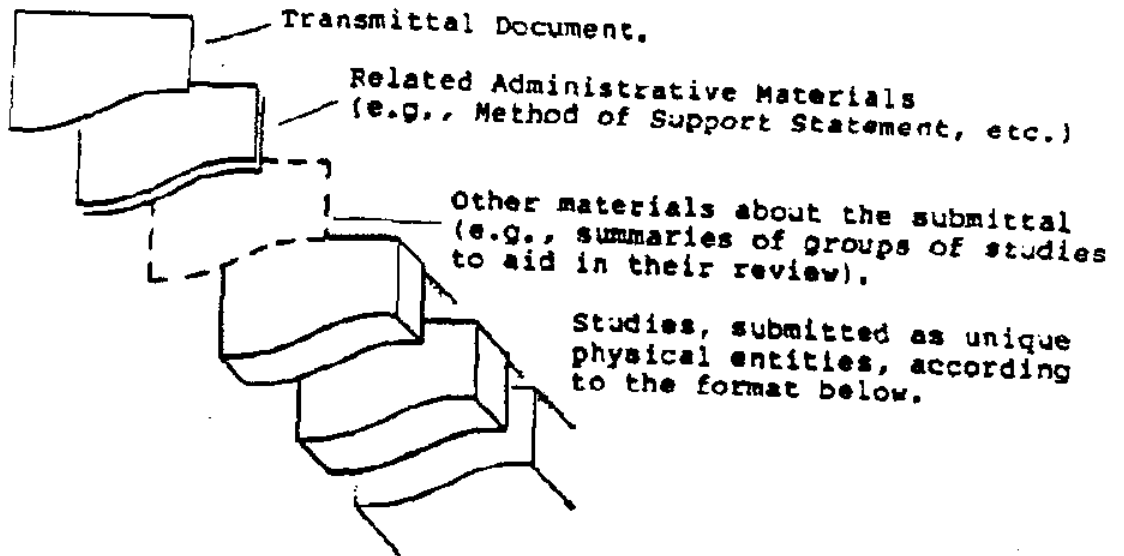 Transmittal Document.
Related Administrative Materials
(e.g., Method of Support Statement, etc.)
Other materials about the submittal
(e.g., summaries of groups of studies
to aid in their review).
Studies, submitted as unique
physical entities, according
to the format below.